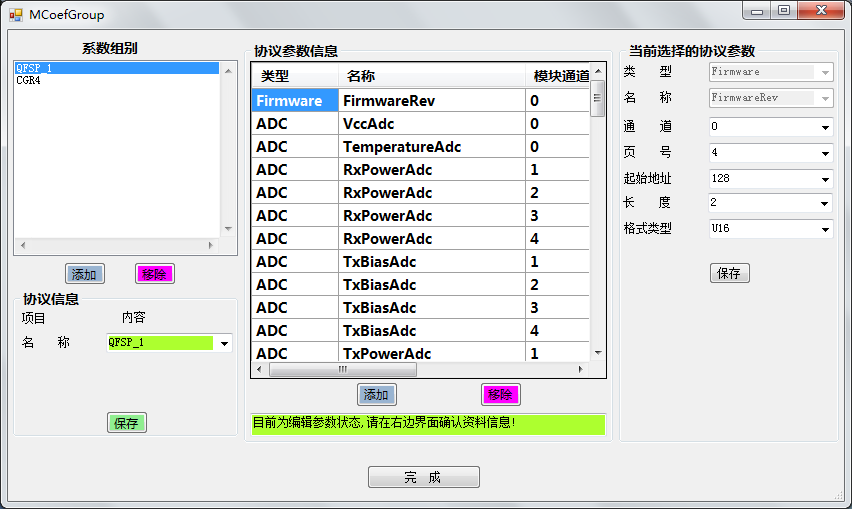 MCoefGroup
系数组别
QFSP_1
CGR4
添加 移除
协议信息
项目 内容
名 称 QFSP_1
保存
协议参数信息
类型 名称 模块通道
Firmware FirmwareRev 0
ADC VccAdc 0
ADC TemperatureAdc 0
ADC RxPowerAdc 1
ADC RxPowerAdc 2
ADC RxPowerAdc 3
ADC RxPowerAdc 4
ADC TxBiasAdc 1
ADC TxBiasAdc 2
ADC TxBiasAdc 3
ADC TxBiasAdc 4
ADC TxPowerAdc 1
添加 移除
目前为编辑参数状态,请在右边界面确认资料信息!
当前选择的协议参数
类 型 Firmware
名 称 FirmwareRev
通 道 0
页 号 4
起始地址 128
长 度 2
格式类型 U16
保存
完 成